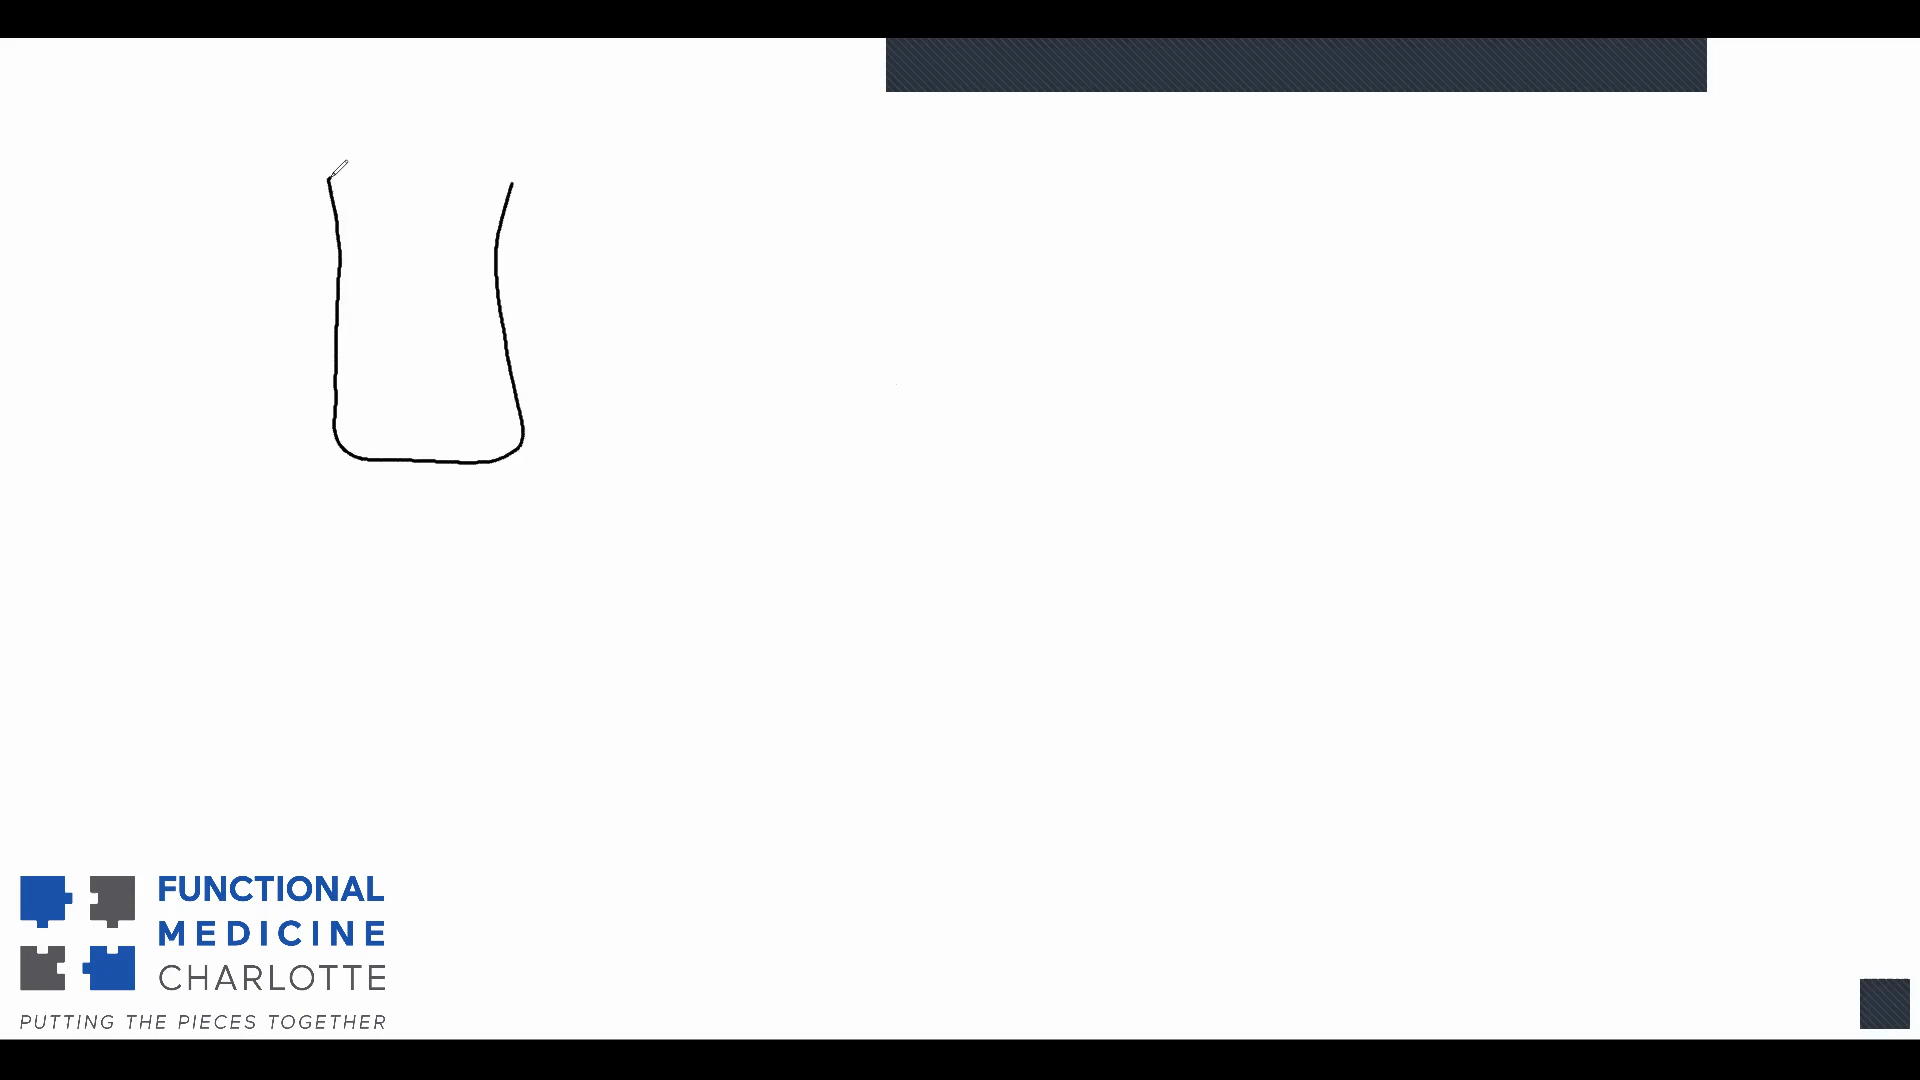 FUNCTIONAL
MEDICINE
CHARLOTTE
PUTTING THE PIECES TOGETHER